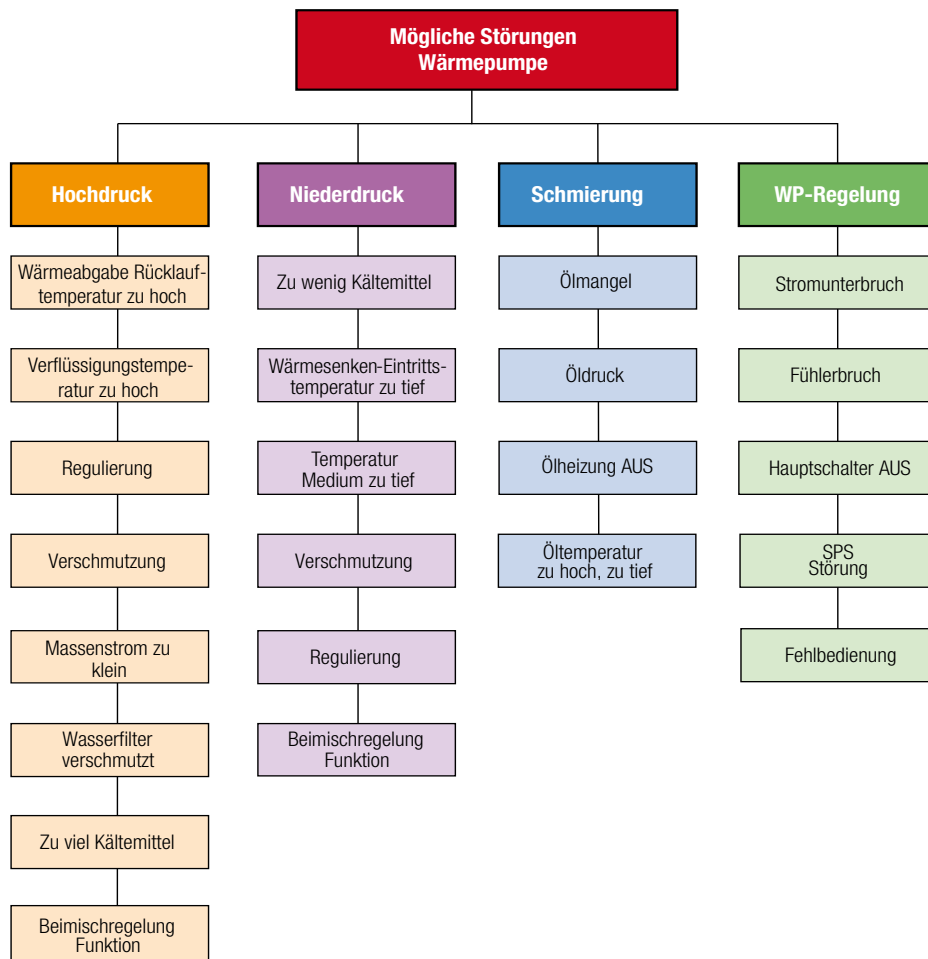 Mögliche Störungen
Wärmepumpe
Hochdruck
Wärmeabgabe Rücklauf-
temperatur zu hoch
Verflüssigungstempe-
ratur zu hoch
Regulierung
Verschmutzung
Massenstrom zu
klein
Wasserfilter
verschmutzt
Zu viel Kältemittel
Beimischregelung
Funktion
Niederdruck
Zu wenig Kältemittel
Wärmesenken-Eintritts-
temperatur zu tief
Temperatur
Medium zu tief
Verschmutzung
Regulierung
Beimischregelung
Funktion
Schmierung
Ölmangel
Öldruck
Ölheizung AUS
Öltemperatur
zu hoch, zu tief
WP-Regelung
Stromunterbruch
Fühlerbruch
Hauptschalter AUS
SPS
Störung
Fehlbedienung